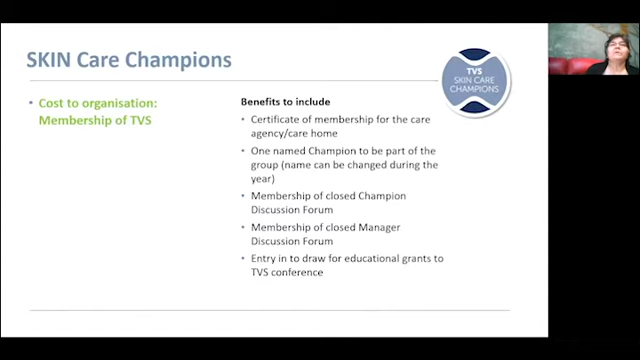 SKIN Care Champions
TVS
SKIN CARE
CHAMPIONS
• Cost to organisation:
Membership of TVS
Benefits to include
• Certificate of membership for the care
agency/care home
• One named Champion to be part of the
group (name can be changed during the
year)
• Membership of closed Champion
Discussion Forum
• Membership of closed Manager
Discussion Forum
• Entry in to draw for educational grants to
TVS conference